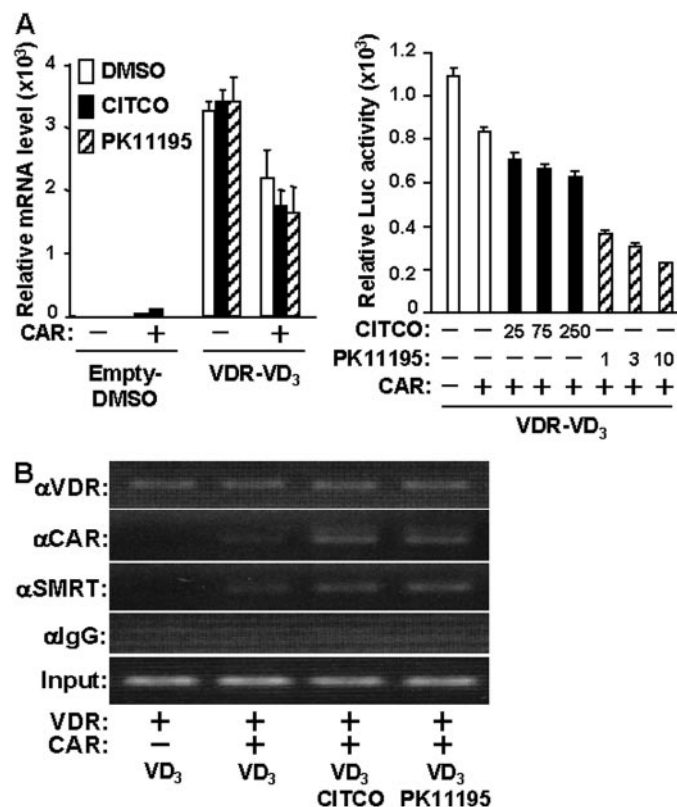 A
Relative mRNA level (x10³)
4
3
2
1
0
DMSO
CITCO
PK11195
CAR: − + − +
Empty-
DMSO
VDR-VD₃
Relative Luc activity (x10³)
1.2
1.0
0.8
0.6
0.4
0.2
0
CITCO: − − 25 75 250 − − −
PK11195: − − − − − 1 3 10
CAR: − + + + + + + +
VDR-VD₃
B
αVDR:
αCAR:
αSMRT:
αIgG:
Input:
VDR: + + + +
CAR: − + + +
VD₃ VD₃ VD₃ VD₃
CITCO PK11195